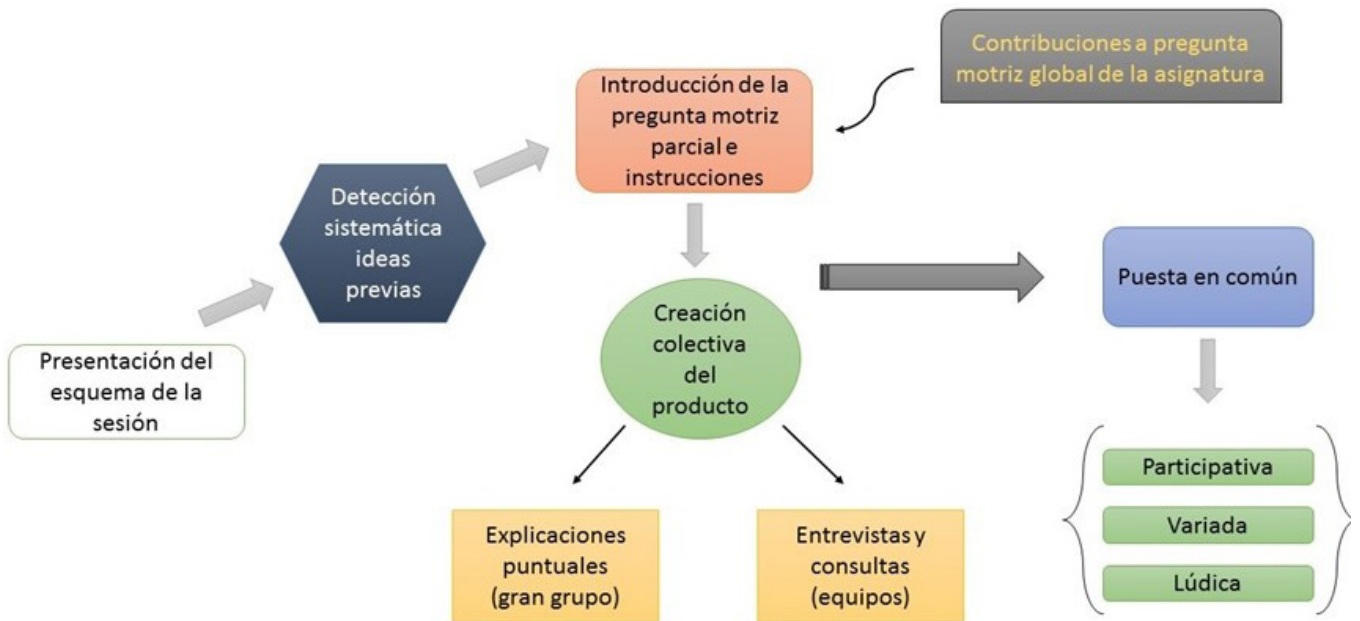 Presentación del
esquema de la
sesión
Detección
sistemática
ideas
previas
Introducción de la
pregunta motriz
parcial e
instrucciones
Contribuciones a pregunta
motriz global de la asignatura
Creación
colectiva
del
producto
Explicaciones
puntuales
(gran grupo)
Entrevistas y
consultas
(equipos)
Puesta en común
Participativa
Variada
Lúdica